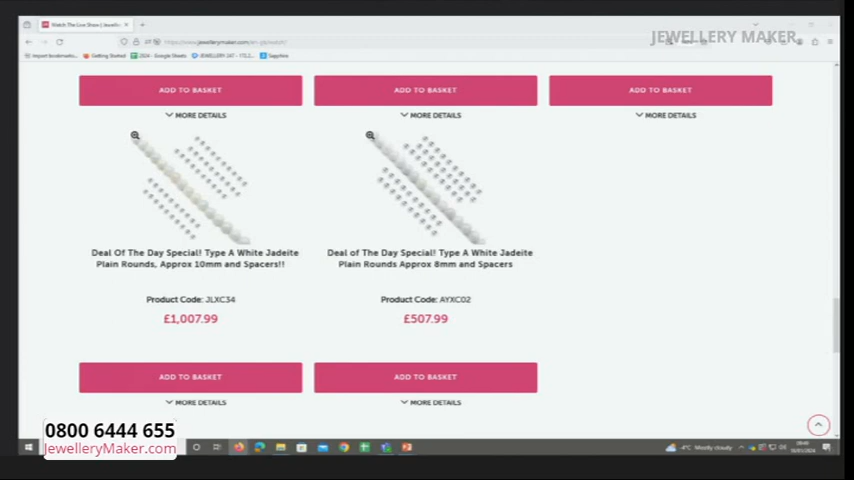 Watch The Live Show | Jewellery
JEWELLERY MAKER
https://www.jewellerymaker.com/en-gb/watch/
Import bookmarks... Getting Started 2024 - Google Sheets Sapphire
ADD TO BASKET ADD TO BASKET ADD TO BASKET
MORE DETAILS MORE DETAILS MORE DETAILS
Deal Of The Day Special! Type A White Jadeite
Plain Rounds, Approx 10mm and Spacers!!
Product Code: JLXC34
£1,007.99
Deal of The Day Special! Type A White Jadeite
Plain Rounds Approx 8mm and Spacers
Product Code: AYXC02
£507.99
ADD TO BASKET ADD TO BASKET
MORE DETAILS MORE DETAILS
0800 6444 655
JewelleryMaker.com
4°C Mostly cloudy